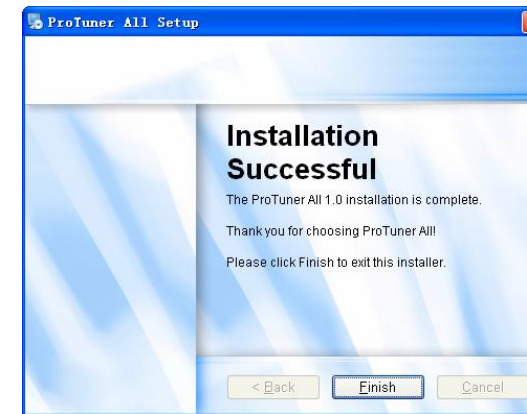 ProTuner All Setup
Installation
Successful
The ProTuner All 1.0 installation is complete.
Thank you for choosing ProTuner All!
Please click Finish to exit this installer.
< Back Finish Cancel